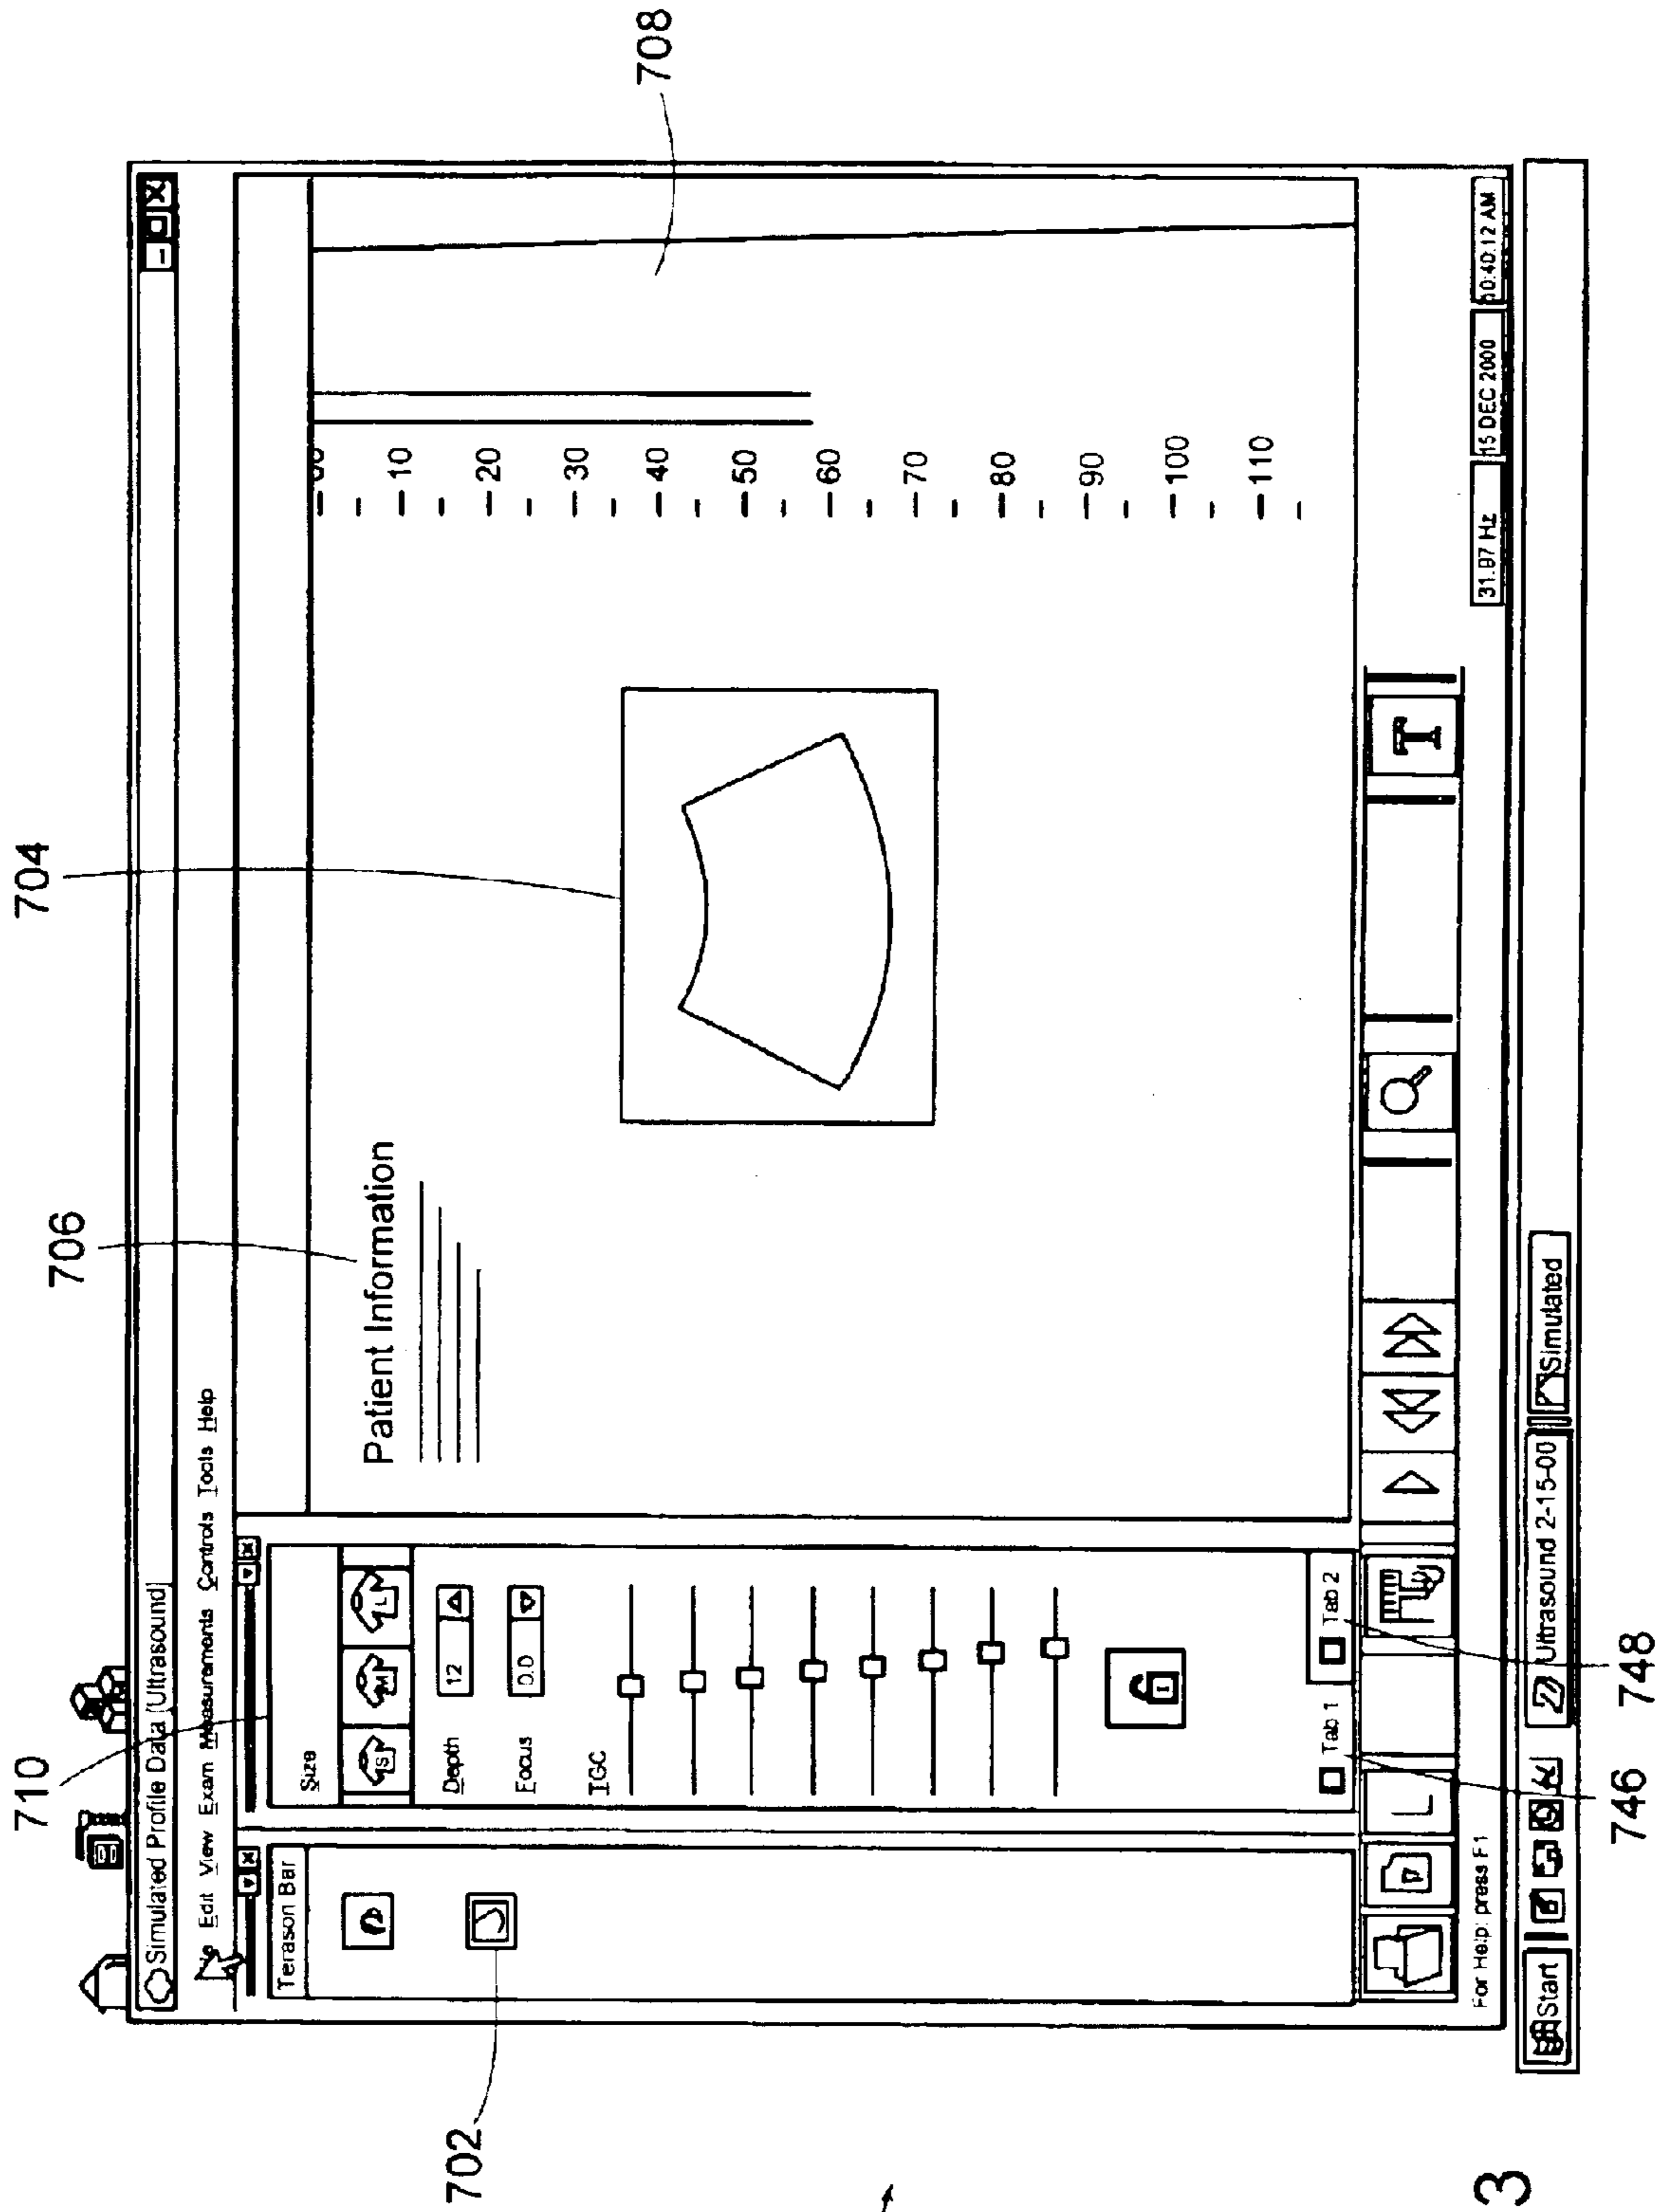 710
706
704
708
Simulated Profile Data (Ultrasound)
Edit View Exam Measurements Controls Tools Help
Terason Bar
Size
S M L
Depth 12
Focus 0.0
TGC
Tab 1
Tab 2
Patient Information
10
20
30
40
50
60
70
80
90
100
110
T
For Help: press F1
31.97 Hz
15 DEC 2000
10:40:12 AM
Start
Ultrasound 2-15-00
Simulated
702
746
748
3